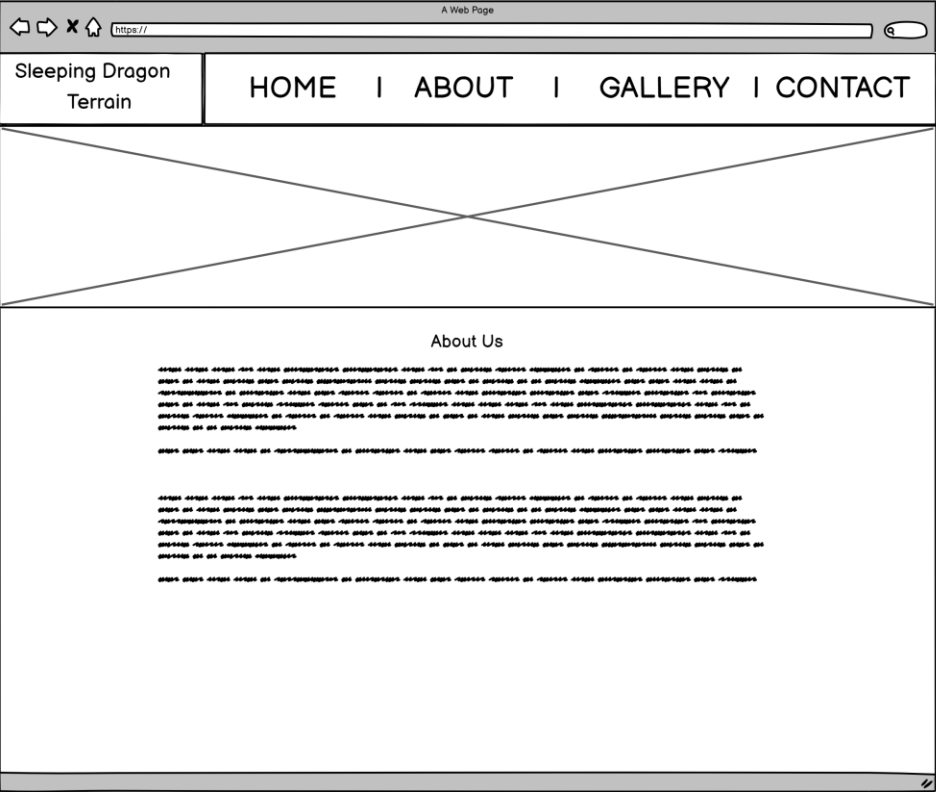 A Web Page
https://
Sleeping Dragon
Terrain
HOME | ABOUT | GALLERY | CONTACT
About Us